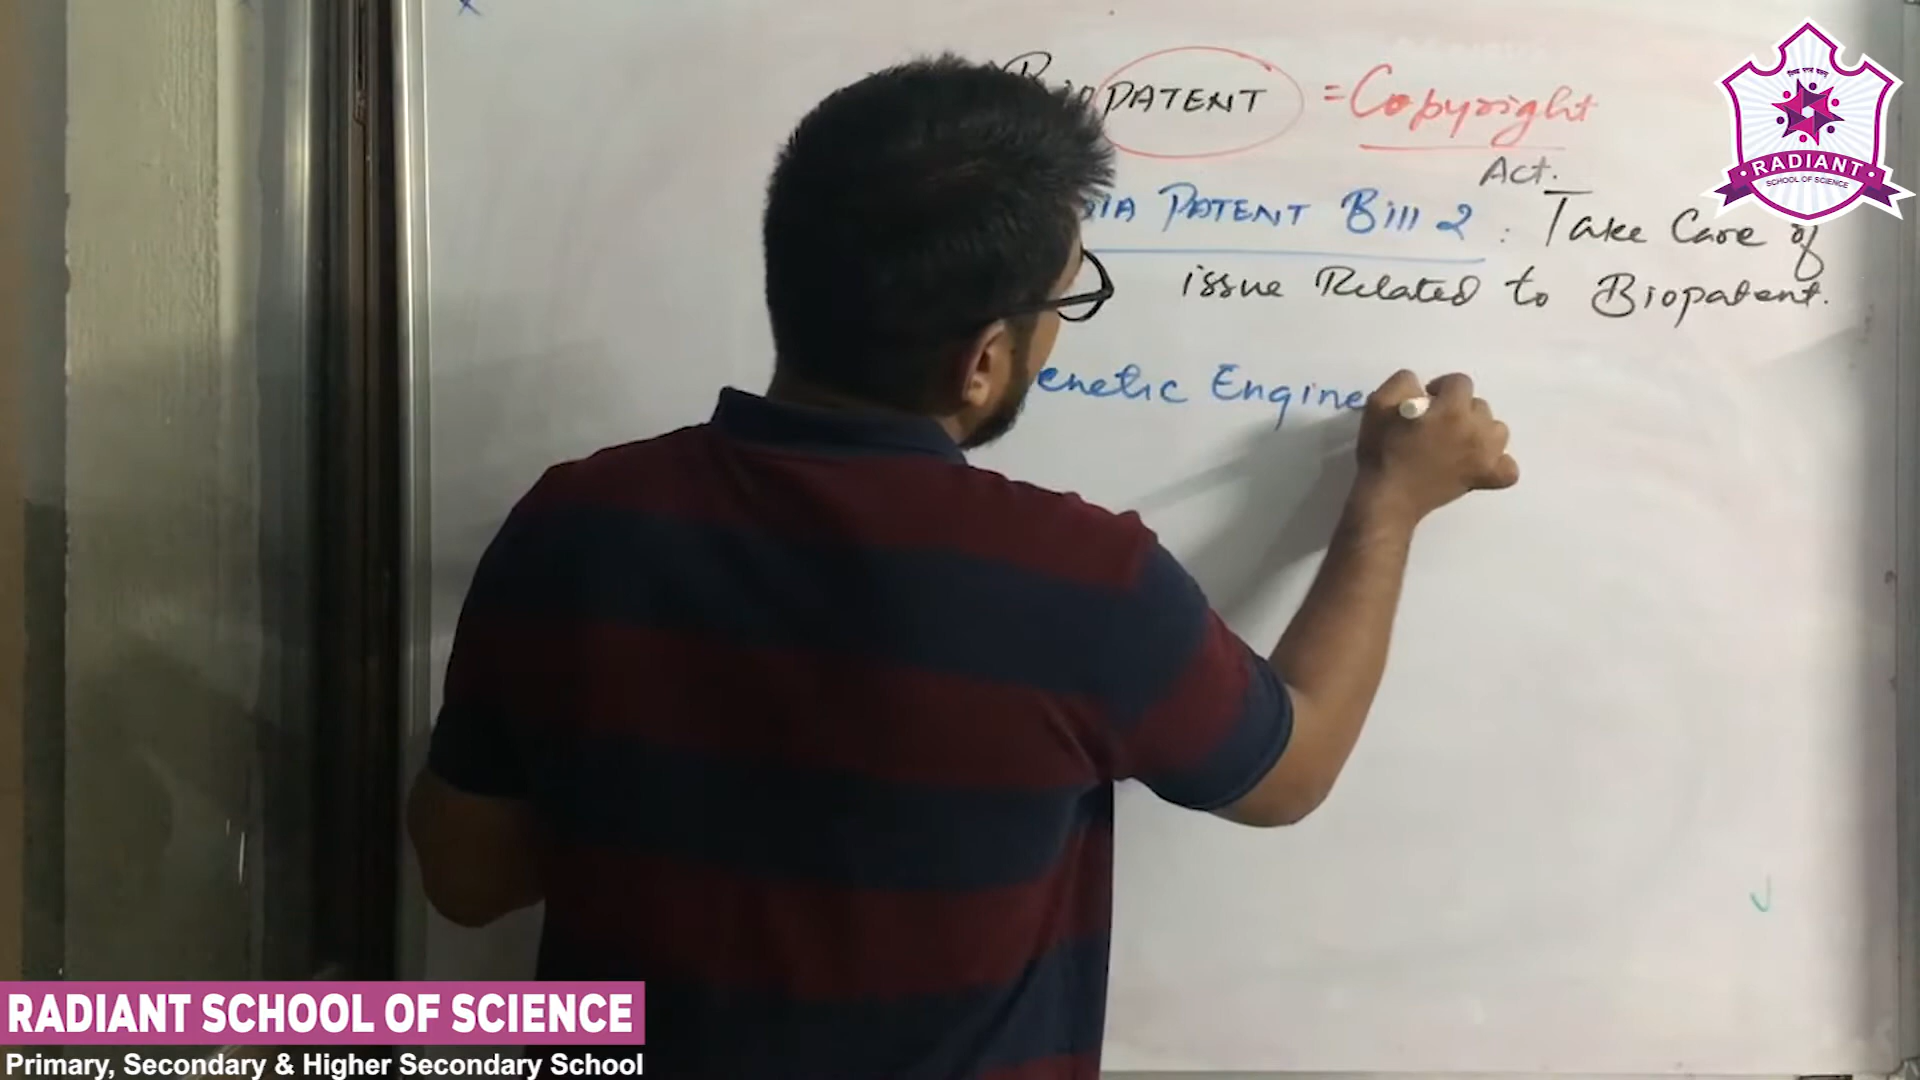 PATENT = Copyright
Act.
PATENT Bill 2 : Take Care of
issue Related to Biopatent.
enetic Engine
RADIANT
SCHOOL OF SCIENCE
RADIANT SCHOOL OF SCIENCE
Primary, Secondary & Higher Secondary School